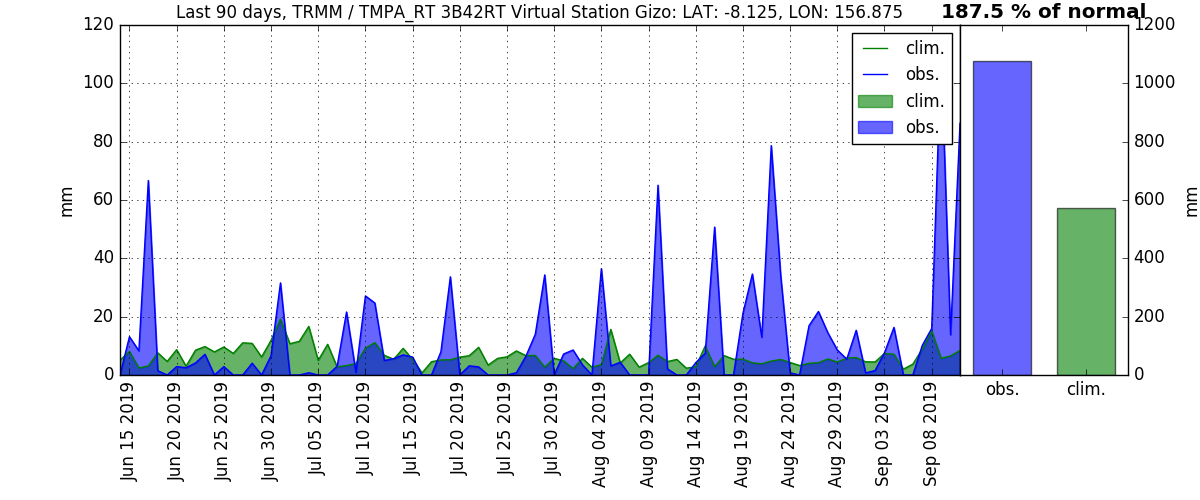 Last 90 days, TRMM / TMPA_RT 3B42RT Virtual Station Gizo: LAT: -8.125, LON: 156.875
187.5 % of normal
120
100
80
60
40
20
0
mm
clim.
obs.
clim.
obs.
1200
1000
800
600
400
200
0
mm
Jun 15 2019
Jun 20 2019
Jun 25 2019
Jun 30 2019
Jul 05 2019
Jul 10 2019
Jul 15 2019
Jul 20 2019
Jul 25 2019
Jul 30 2019
Aug 04 2019
Aug 09 2019
Aug 14 2019
Aug 19 2019
Aug 24 2019
Aug 29 2019
Sep 03 2019
Sep 08 2019
obs.
clim.